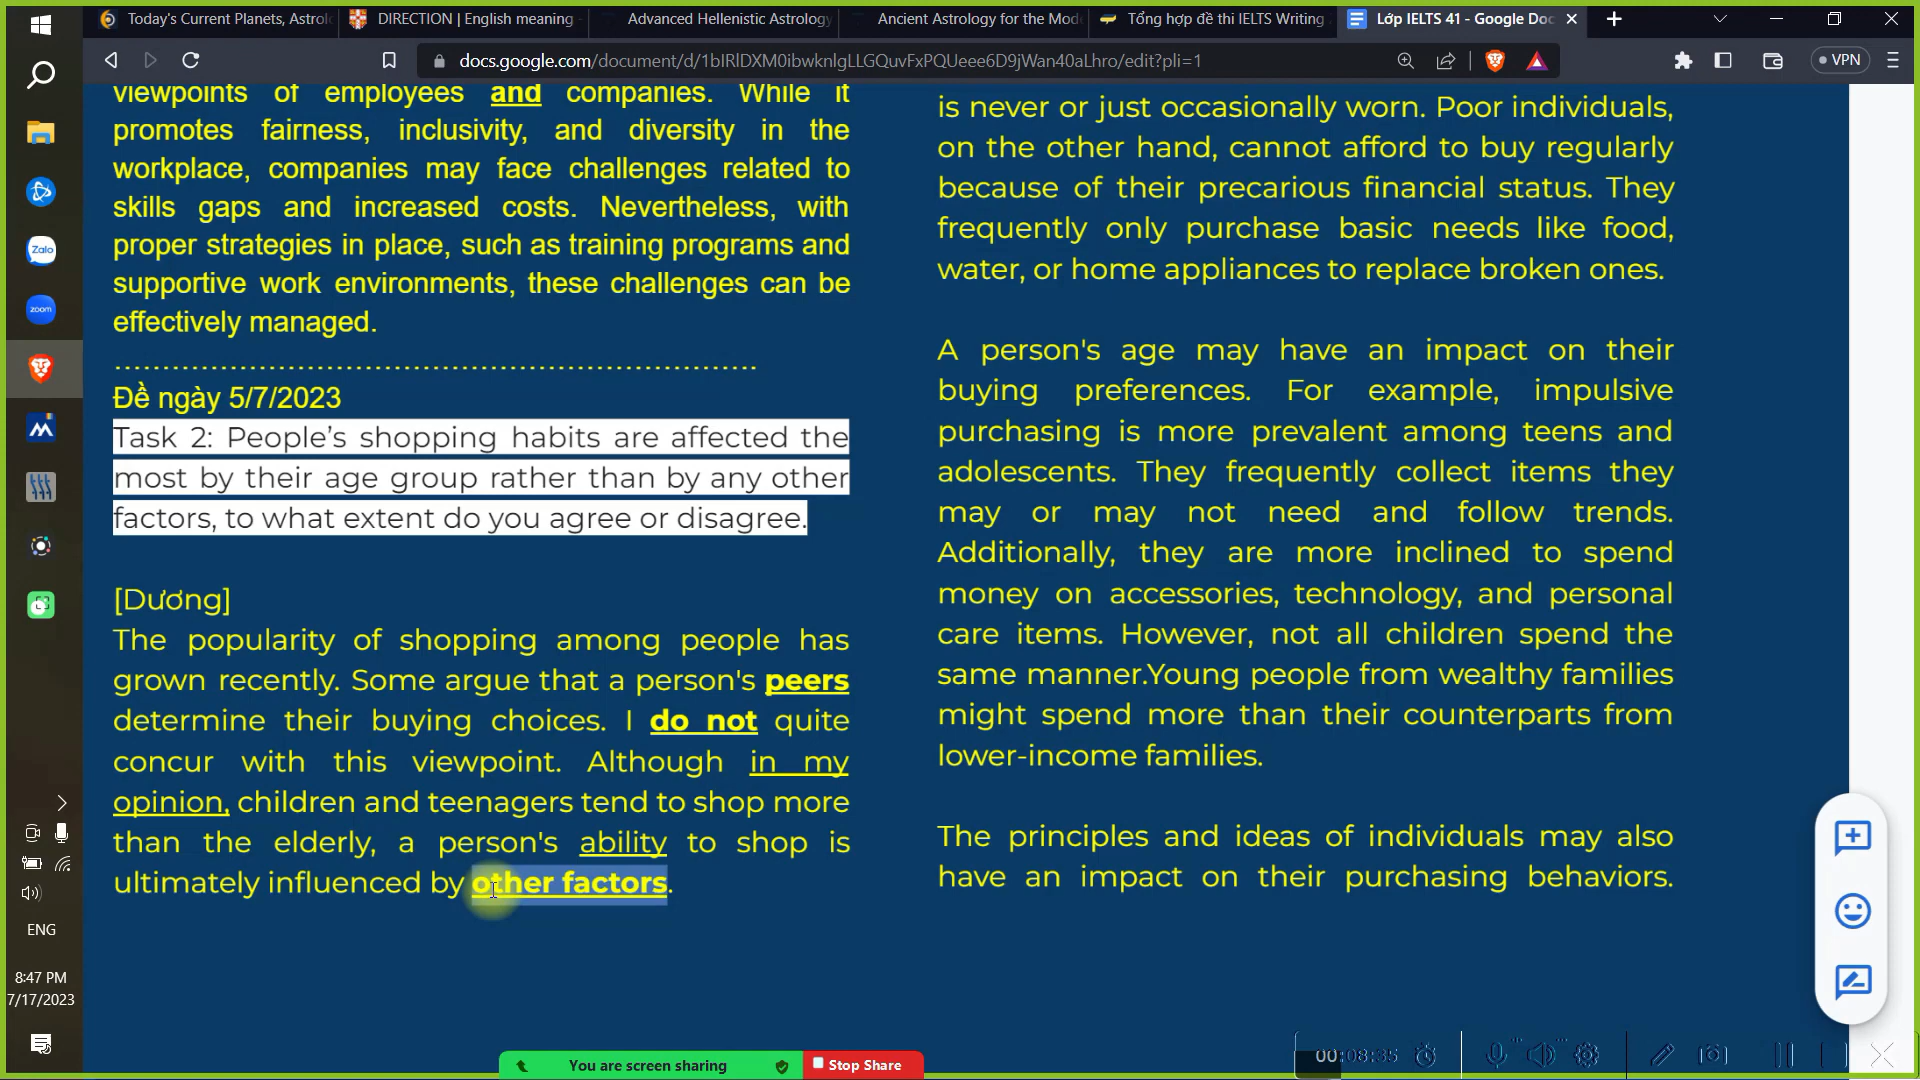 Today's Current Planets, Astrol
DIRECTION | English meaning
Advanced Hellenistic Astrology
Ancient Astrology for the Mod
Tổng hợp đề thi IELTS Writing
Lớp IELTS 41 - Google Doc
VPN
viewpoints of employees and companies. While it
promotes fairness, inclusivity, and diversity in the
workplace, companies may face challenges related to
skills gaps and increased costs. Nevertheless, with
proper strategies in place, such as training programs and
supportive work environments, these challenges can be
effectively managed.
Đề ngày 5/7/2023
Task 2: People’s shopping habits are affected the
most by their age group rather than by any other
factors, to what extent do you agree or disagree.
[Dương]
The popularity of shopping among people has
grown recently. Some argue that a person's peers
determine their buying choices. I do not quite
concur with this viewpoint. Although in my
opinion, children and teenagers tend to shop more
than the elderly, a person's ability to shop is
ultimately influenced by other factors.
is never or just occasionally worn. Poor individuals,
on the other hand, cannot afford to buy regularly
because of their precarious financial status. They
frequently only purchase basic needs like food,
water, or home appliances to replace broken ones.
A person's age may have an impact on their
buying preferences. For example, impulsive
purchasing is more prevalent among teens and
adolescents. They frequently collect items they
may or may not need and follow trends.
Additionally, they are more inclined to spend
money on accessories, technology, and personal
care items. However, not all children spend the
same manner.Young people from wealthy families
might spend more than their counterparts from
lower-income families.
The principles and ideas of individuals may also
have an impact on their purchasing behaviors.
Zalo
zoom
ENG
8:47 PM
7/17/2023
You are screen sharing
Stop Share
00:08:35